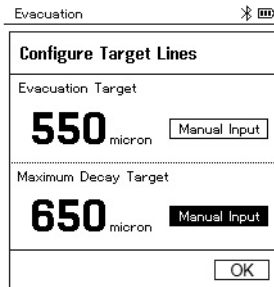 Evacuation
Configure Target Lines
Evacuation Target
550 micron
Manual Input
Maximum Decay Target
650 micron
Manual Input
OK